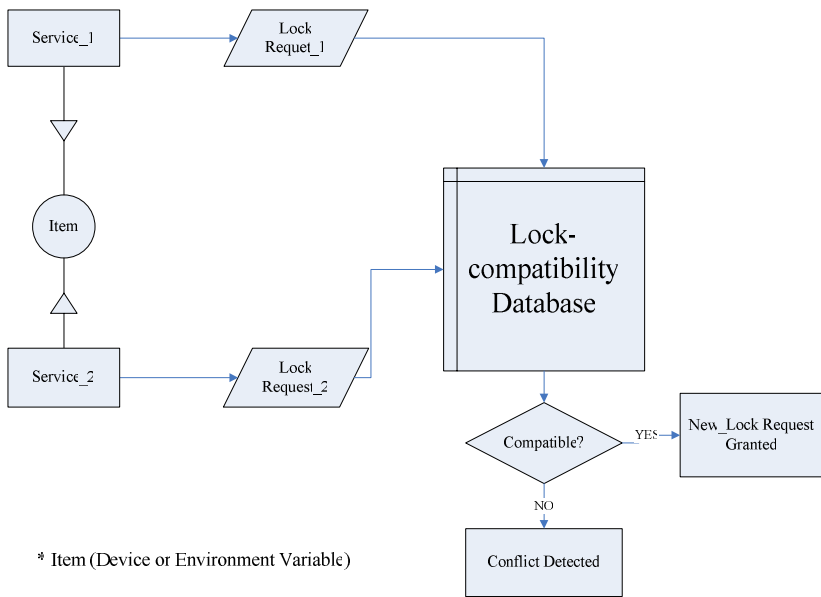 Service_1
Lock
Requet_1
Item
Lock-
compatibility
Database
Service_2
Lock
Request_2
Compatible?
YES
New_Lock Request
Granted
NO
Conflict Detected
* Item (Device or Environment Variable)